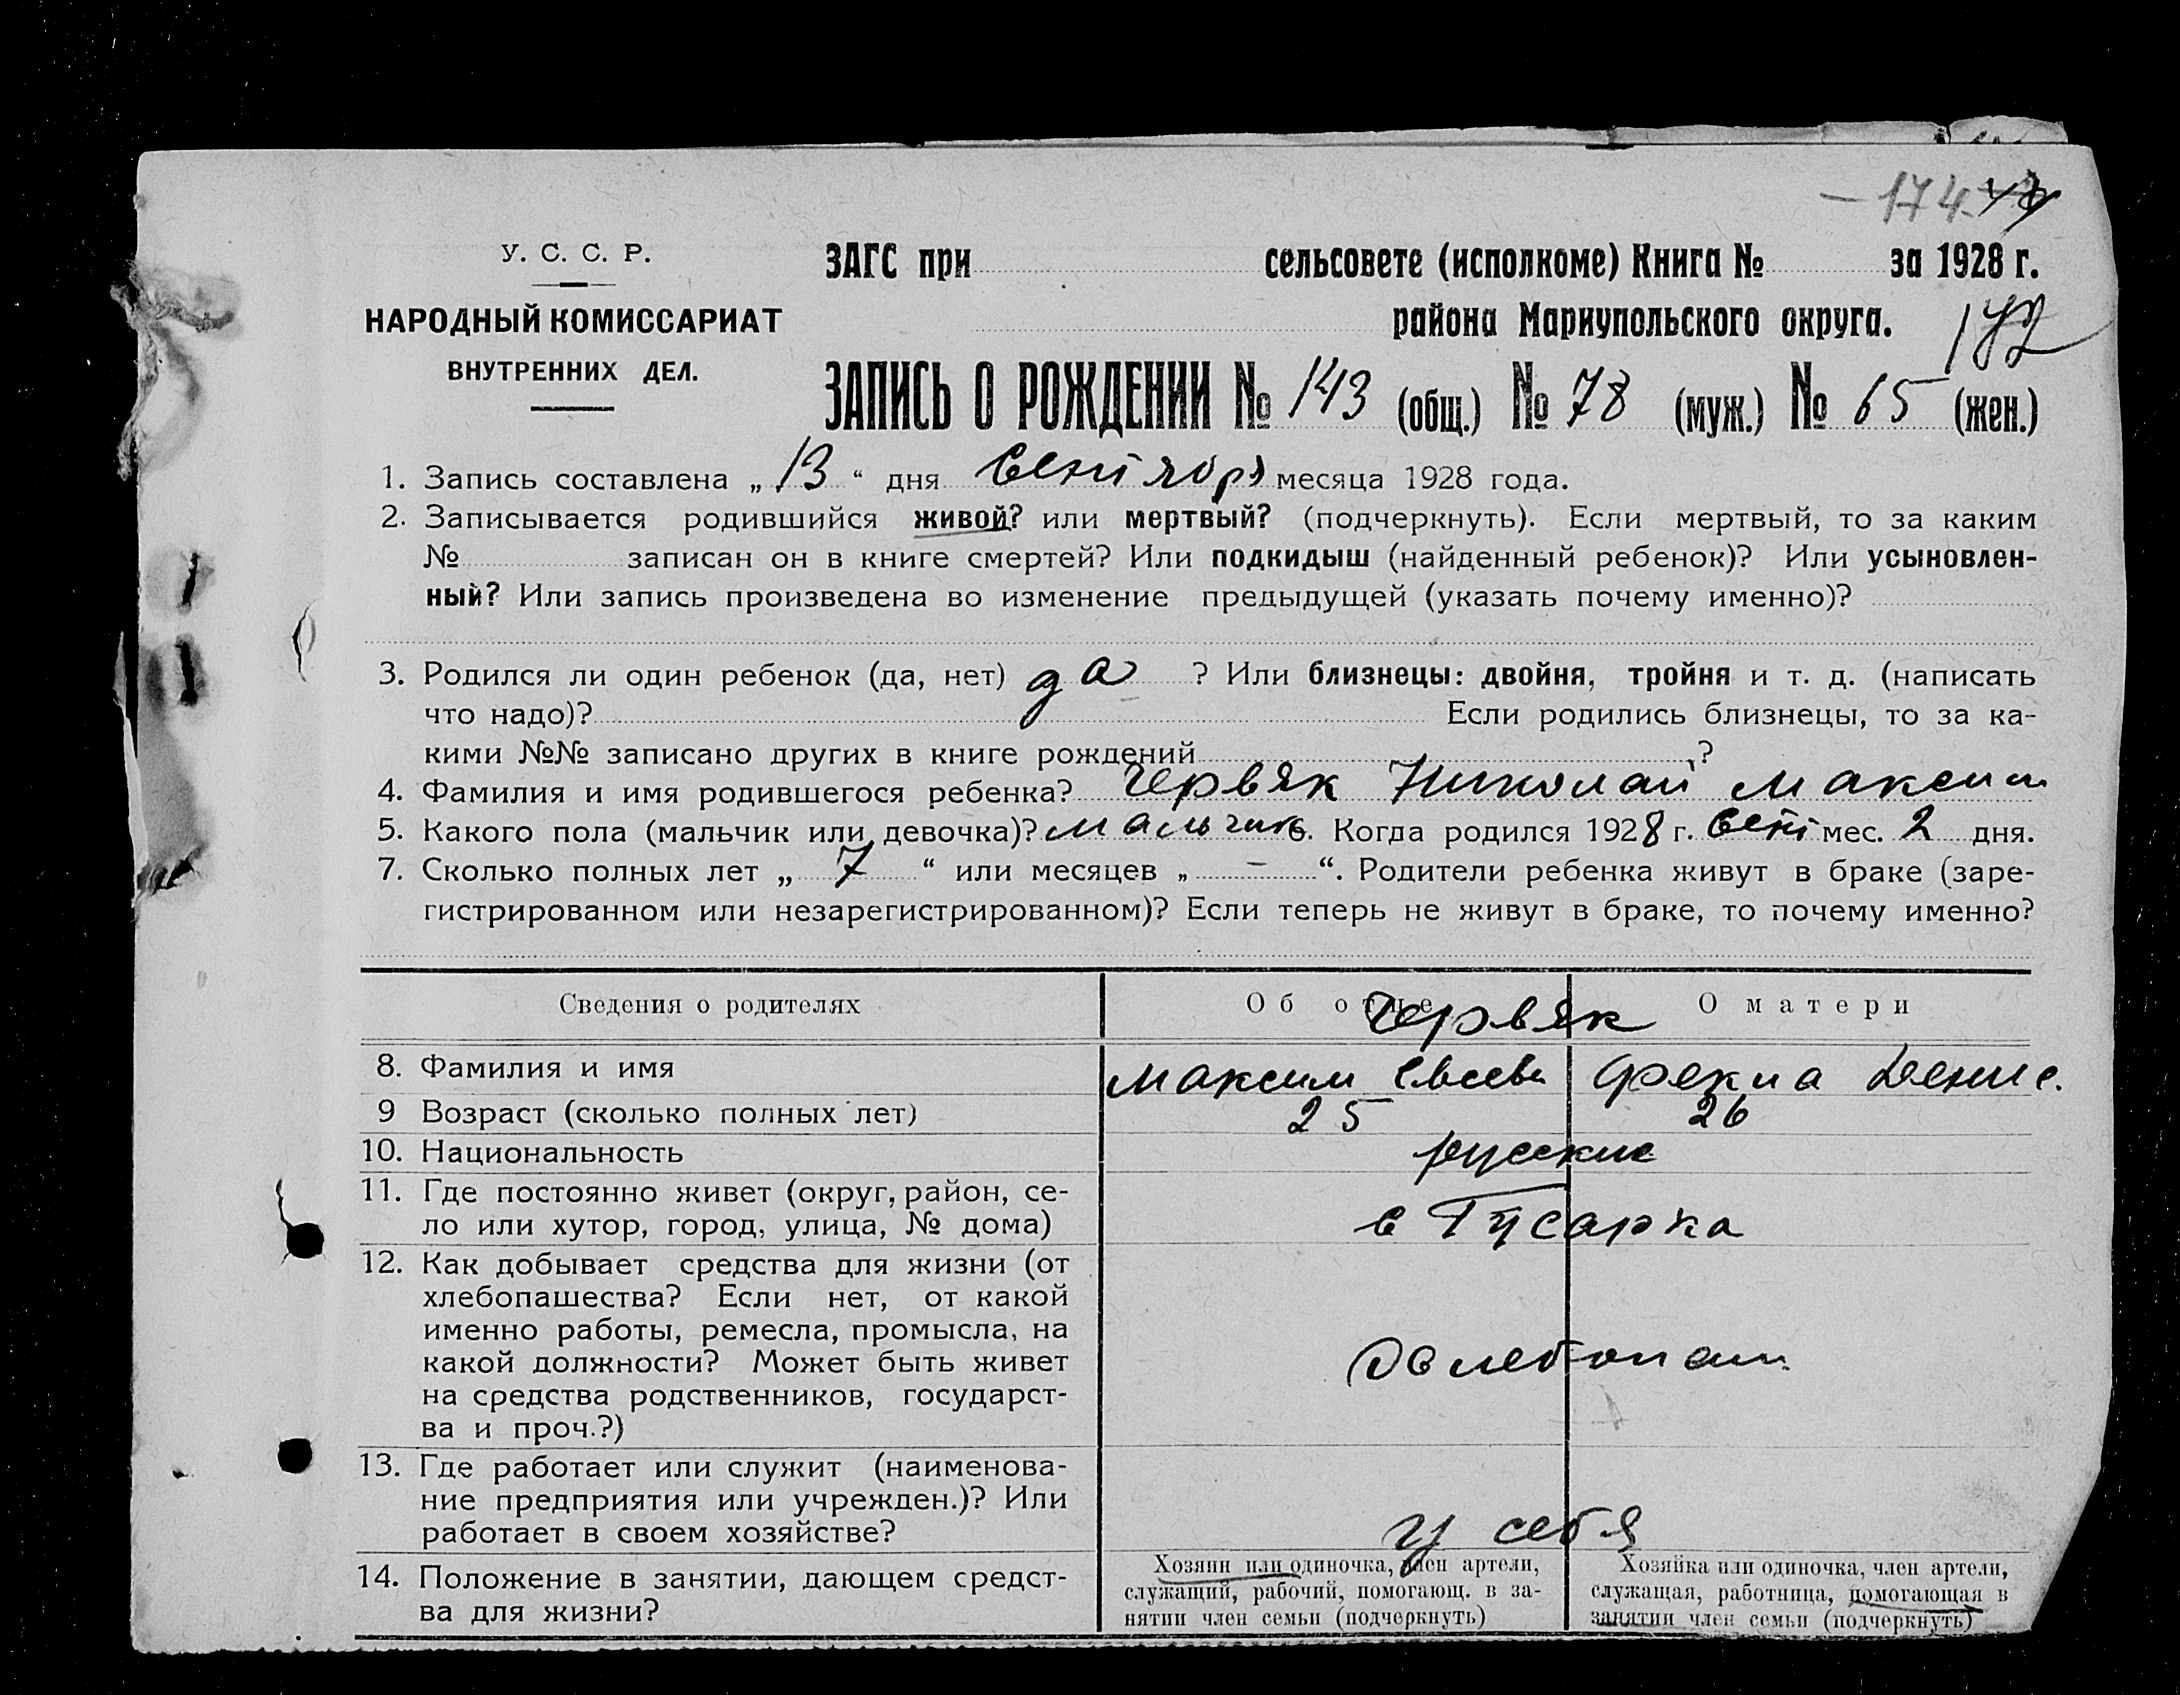 - 174
У. С. С. Р.
ЗАГС при сельсовете (исполкоме) Книга № за 1928 г.
НАРОДНЫЙ КОМИССАРИАТ
района Мариупольского округа.
182
ВНУТРЕННИХ ДЕЛ.
ЗАПИСЬ О РОЖДЕНИИ № 143 (общ.) № 78 (муж.) № 65 (жен.)
1. Запись составлена „ 13 “ дня Сентября месяца 1928 года.
2. Записывается родившийся живой? или мертвый? (подчеркнуть). Если мертвый, то за каким
№ записан он в книге смертей? Или подкидыш (найденный ребенок)? Или усыновлен-
ный? Или запись произведена во изменение предыдущей (указать почему именно)?
3. Родился ли один ребенок (да, нет) да ? Или близнецы: двойня, тройня и т. д. (написать
что надо)? Если родились близнецы, то за ка-
кими №№ записано других в книге рождений ?
4. Фамилия и имя родившегося ребенка? Червяк Николай Максим
5. Какого пола (мальчик или девочка)? мальчик 6. Когда родился 1928 г. Сент мес. 2 дня.
7. Сколько полных лет „ 7 “ или месяцев „ - “. Родители ребенка живут в браке (заре-
гистрированном или незарегистрированном)? Если теперь не живут в браке, то почему именно?
Сведения о родителях Об отце О матери
Червяк
8. Фамилия и имя Максим Евсеев Фекла Денис.
9 Возраст (сколько полных лет) 25 26
10. Национальность русские
11. Где постоянно живет (округ, район, се-
ло или хутор, город, улица, № дома) с Гусарка
12. Как добывает средства для жизни (от
хлебопашества? Если нет, от какой
именно работы, ремесла, промысла, на
какой должности? Может быть живет хлебопаш.
на средства родственников, государст-
ва и проч.?)
13. Где работает или служит (наименова-
ние предприятия или учрежден.)? Или
работает в своем хозяйстве? у себя
14. Положение в занятии, дающем средст-
ва для жизни?
Хозяин или одиночка, член артели,
служащий, рабочий, помогающ. в за-
нятии член семьи (подчеркнуть)
Хозяйка или одиночка, член артели,
служащая, работница, помогающая в
занятии член семьи (подчеркнуть)